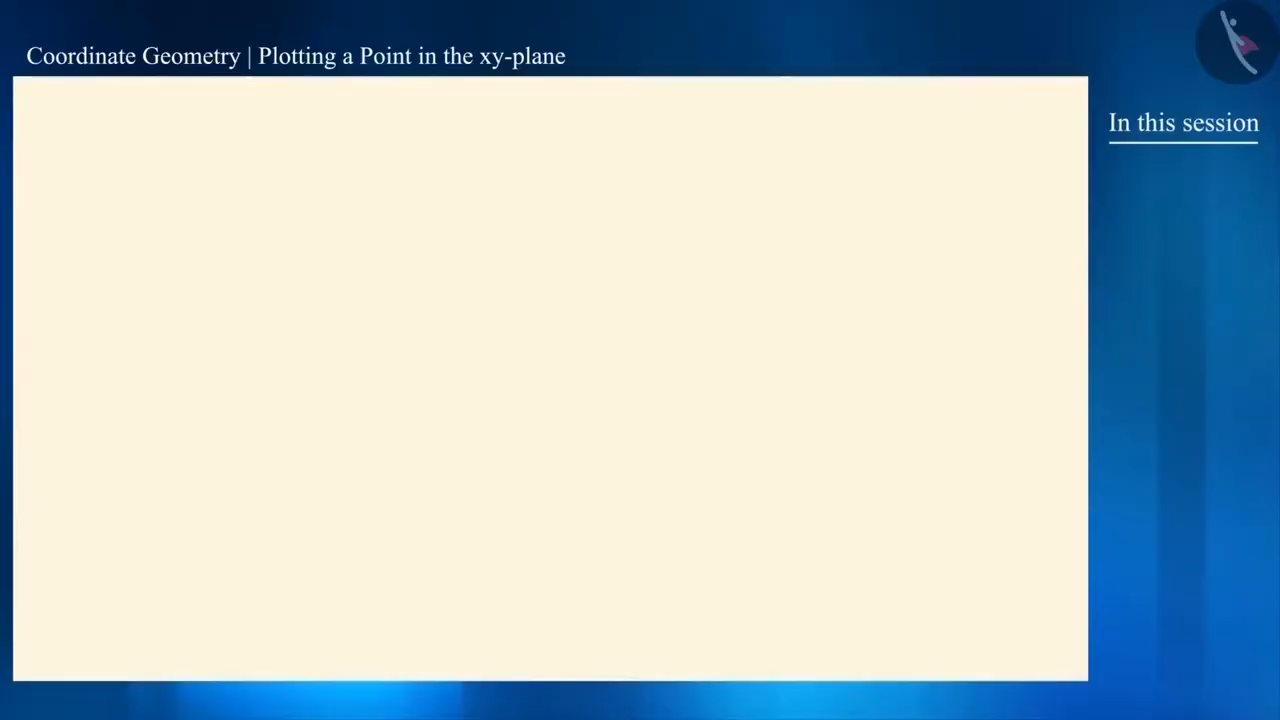 Coordinate Geometry | Plotting a Point in the xy-plane
In this session